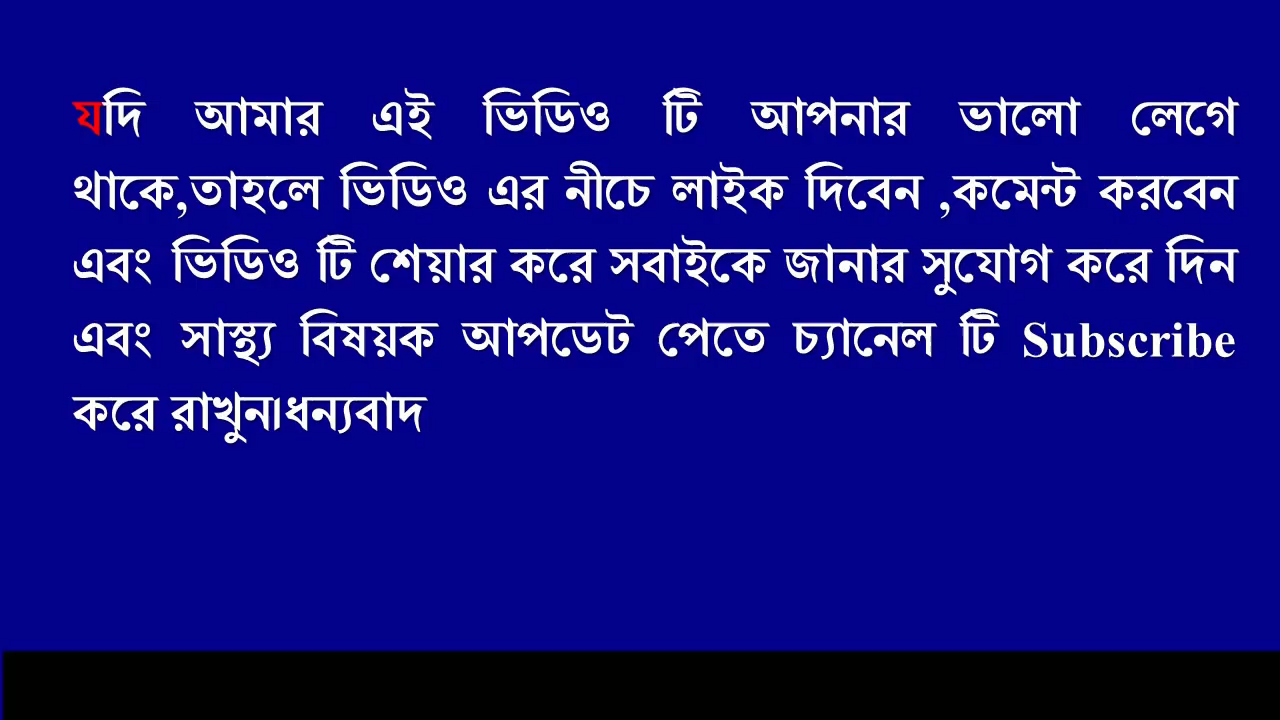 যদি আমার এই ভিডিও টি আপনার ভালো লেগে
থাকে,তাহলে ভিডিও এর নীচে লাইক দিবেন ,কমেন্ট করবেন
এবং ভিডিও টি শেয়ার করে সবাইকে জানার সুযোগ করে দিন
এবং সাস্থ্য বিষয়ক আপডেট পেতে চ্যানেল টি Subscribe
করে রাখুন।ধন্যবাদ